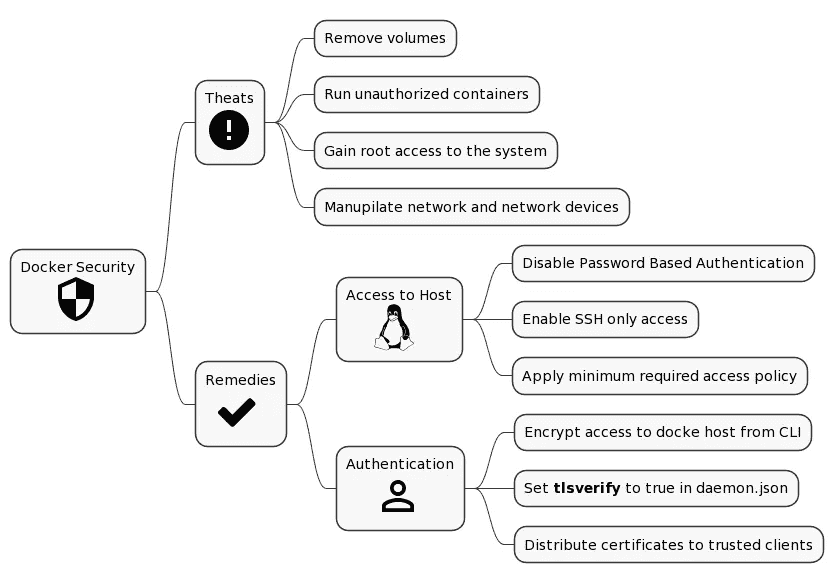 Docker Security
Theats
Remove volumes
Run unauthorized containers
Gain root access to the system
Manupilate network and network devices
Remedies
Access to Host
Disable Password Based Authentication
Enable SSH only access
Apply minimum required access policy
Authentication
Encrypt access to docke host from CLI
Set tlsverify to true in daemon.json
Distribute certificates to trusted clients